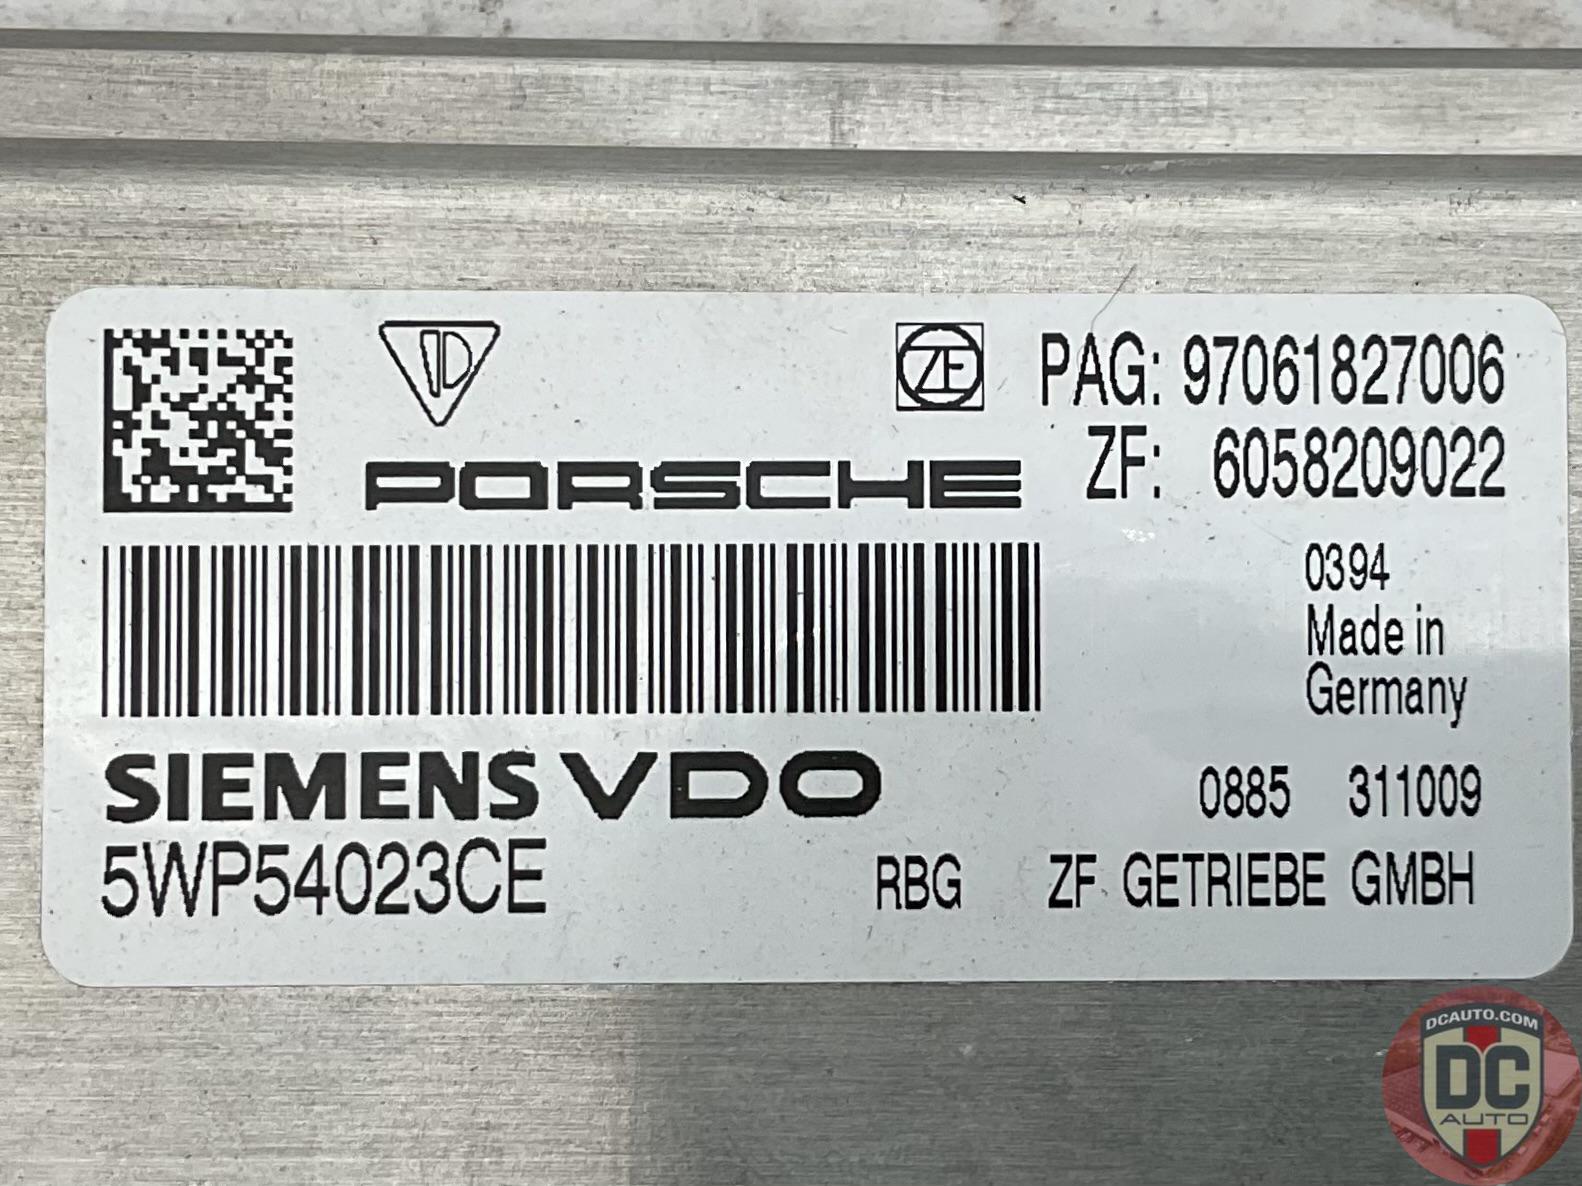 PAG: 97061827006
ZF
PORSCHE
ZF: 6058209022
0394
Made in
Germany
SIEMENS VDO
0885 311009
5WP54023CE
RBG ZF GETRIEBE GMBH
DCAUTO.COM
DC
AUTO